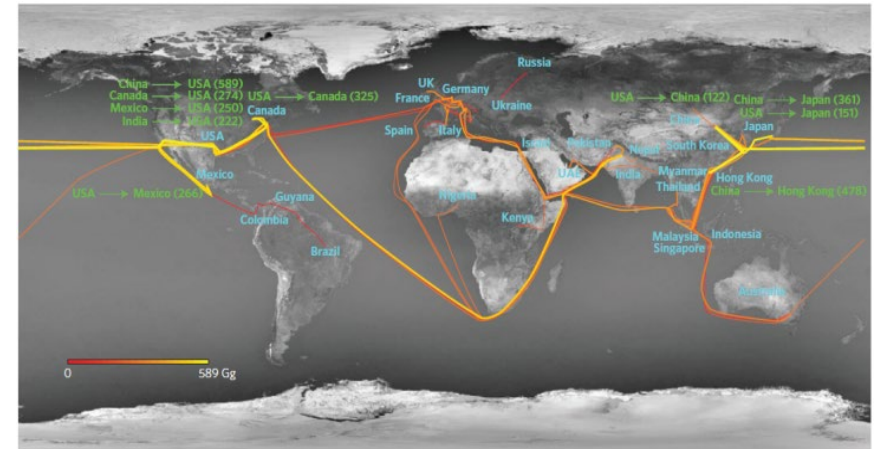 China → USA (589)
Canada → USA (274)
Mexico → USA (250)
India → USA (222)
USA → Canada (325)
Canada
USA
Mexico
USA → Mexico (266)
Guyana
Colombia
Brazil
UK
Germany
France
Spain
Italy
Russia
Ukraine
Israel
Pakistan
UAE
Nepal
India
Nigeria
Kenya
USA → China (122)
China → Japan (361)
USA → Japan (151)
China
Japan
South Korea
Myanmar
Thailand
Hong Kong
China → Hong Kong (478)
Malaysia
Singapore
Indonesia
Australia
0
589 Gg